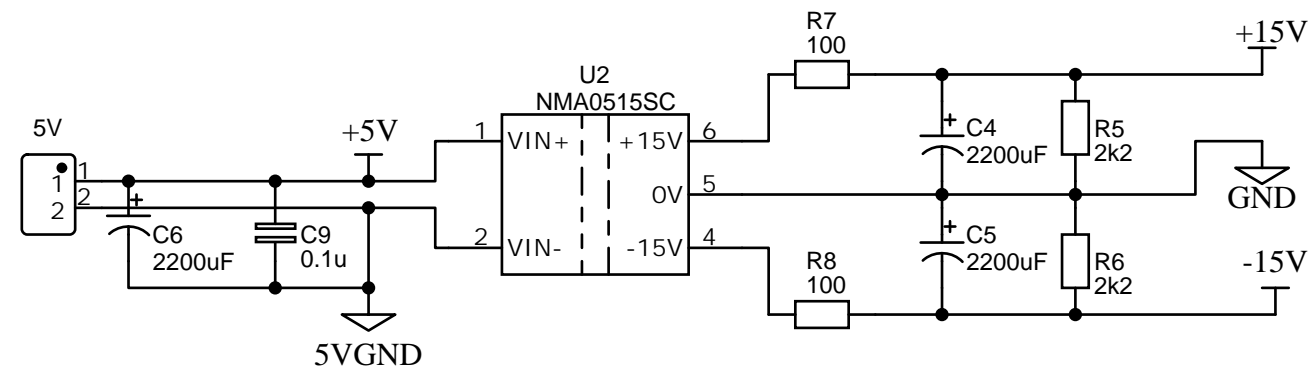 R7
100
+15V
U2
NMA0515SC
5V
+5V
1
VIN+
+15V
6
C4
2200uF
R5
2k2
1
1
2
2
0V
5
GND
C6
2200uF
C9
0.1u
2
VIN-
-15V
4
C5
2200uF
R6
2k2
-15V
R8
100
5VGND